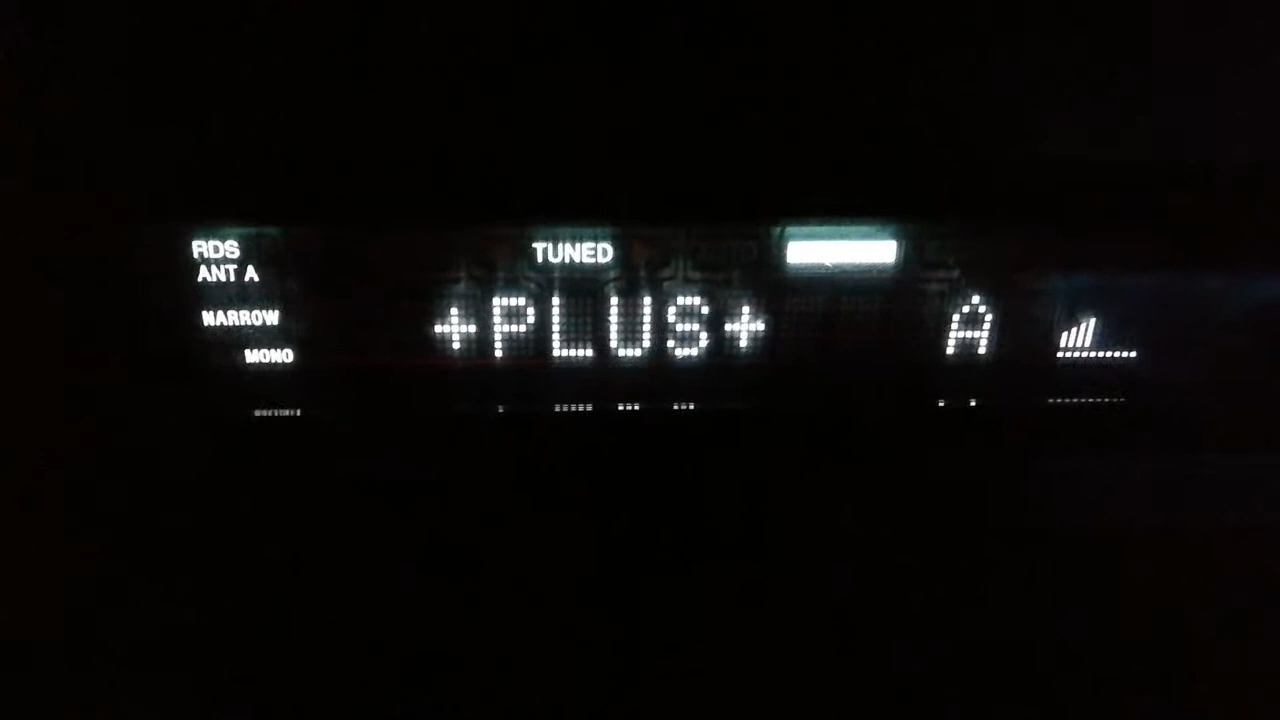 RDS
TUNED
ANT A
NARROW
+PLUS+ A
MONO